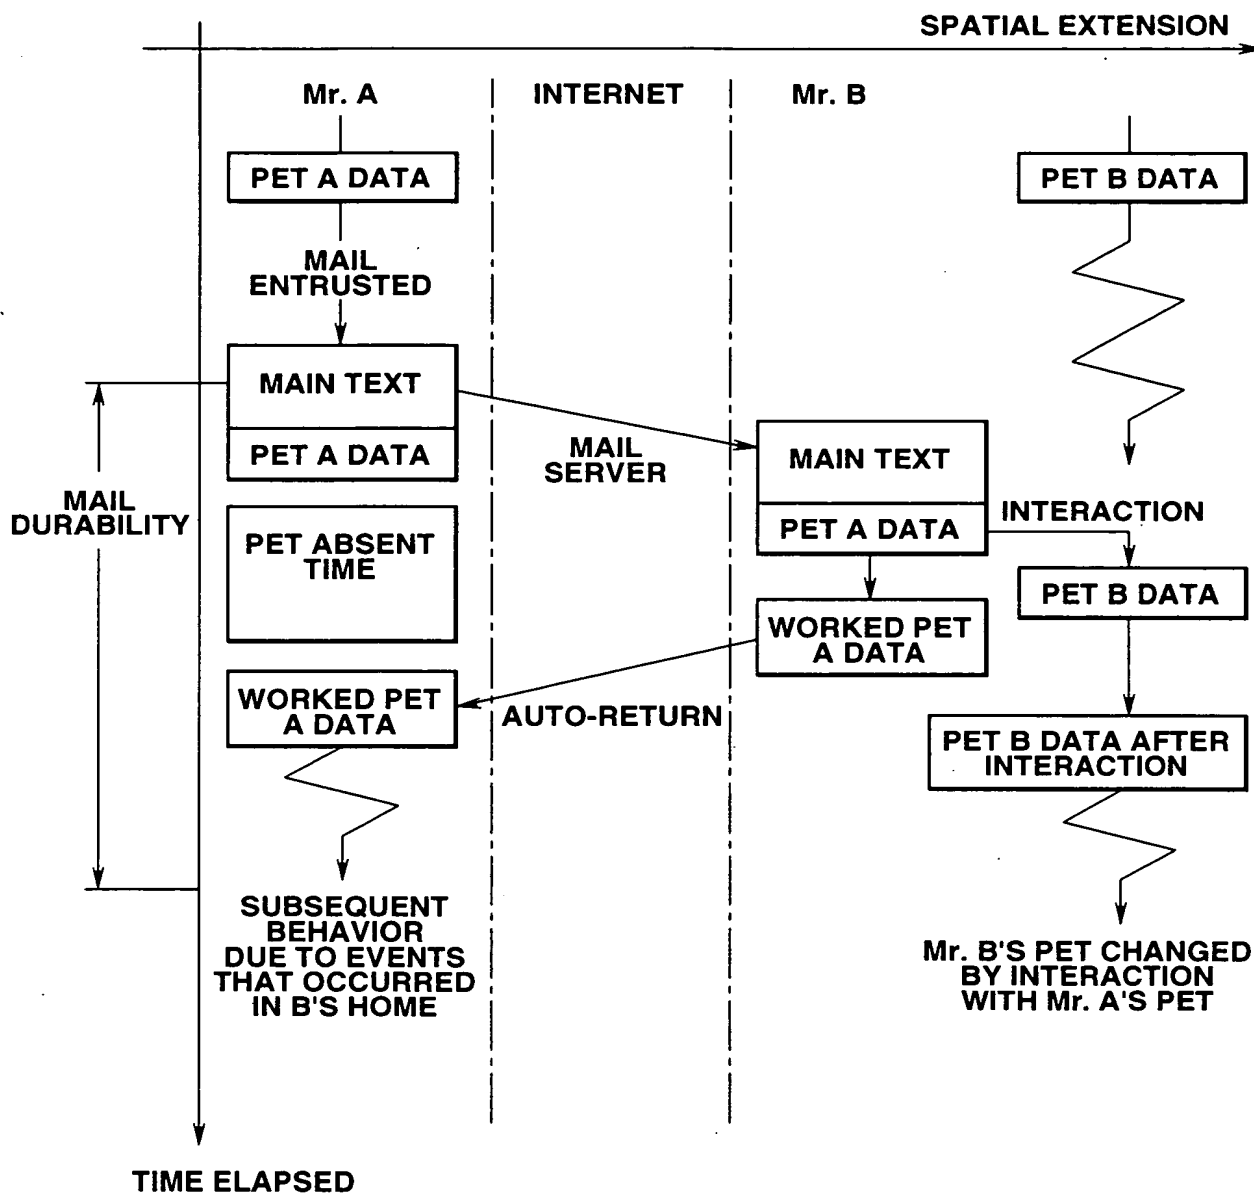 SPATIAL EXTENSION
Mr. A
INTERNET
Mr. B
PET A DATA
PET B DATA
MAIL
ENTRUSTED
MAIN TEXT
PET A DATA
MAIL
SERVER
MAIN TEXT
PET A DATA
INTERACTION
MAIL
DURABILITY
PET ABSENT
TIME
PET B DATA
WORKED PET
A DATA
WORKED PET
A DATA
AUTO-RETURN
PET B DATA AFTER
INTERACTION
SUBSEQUENT
BEHAVIOR
DUE TO EVENTS
THAT OCCURRED
IN B'S HOME
Mr. B'S PET CHANGED
BY INTERACTION
WITH Mr. A'S PET
TIME ELAPSED